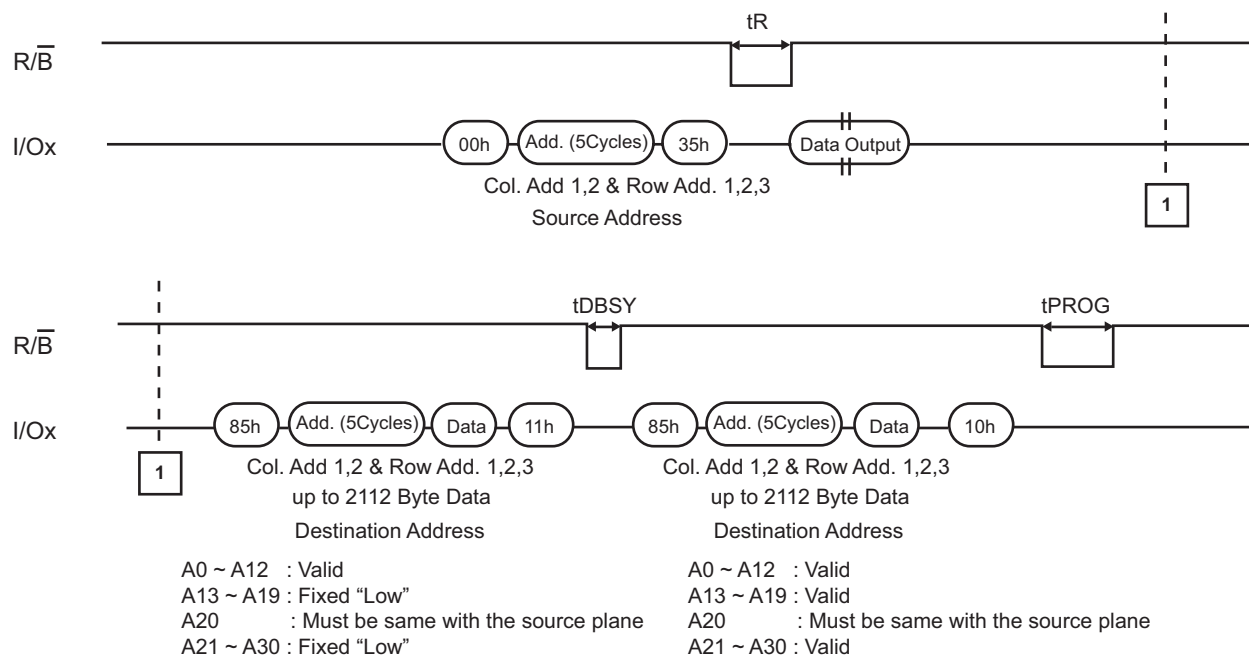 tR
R/B̅
I/Ox
00h Add. (5Cycles) 35h Data Output
Col. Add 1,2 & Row Add. 1,2,3
Source Address
1
tDBSY tPROG
R/B̅
I/Ox
85h Add. (5Cycles) Data 11h 85h Add. (5Cycles) Data 10h
1
Col. Add 1,2 & Row Add. 1,2,3
up to 2112 Byte Data
Destination Address
A0 ~ A12 : Valid
A13 ~ A19 : Fixed “Low”
A20 : Must be same with the source plane
A21 ~ A30 : Fixed “Low”
Col. Add 1,2 & Row Add. 1,2,3
up to 2112 Byte Data
Destination Address
A0 ~ A12 : Valid
A13 ~ A19 : Valid
A20 : Must be same with the source plane
A21 ~ A30 : Valid